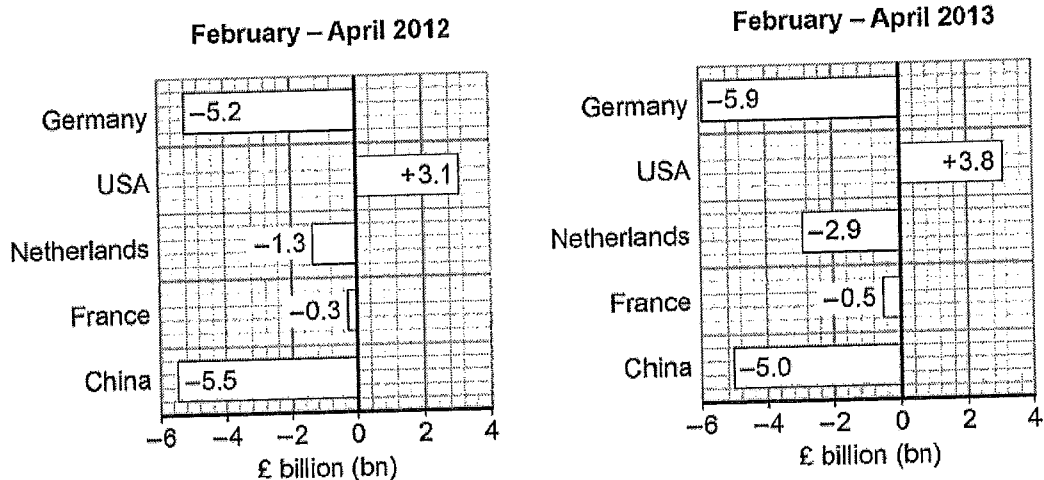 February – April 2012
Germany
–5.2
USA
+3.1
Netherlands
–1.3
France
–0.3
China
–5.5
–6 –4 –2 0 2 4
£ billion (bn)
February – April 2013
Germany
–5.9
USA
+3.8
Netherlands
–2.9
France
–0.5
China
–5.0
–6 –4 –2 0 2 4
£ billion (bn)